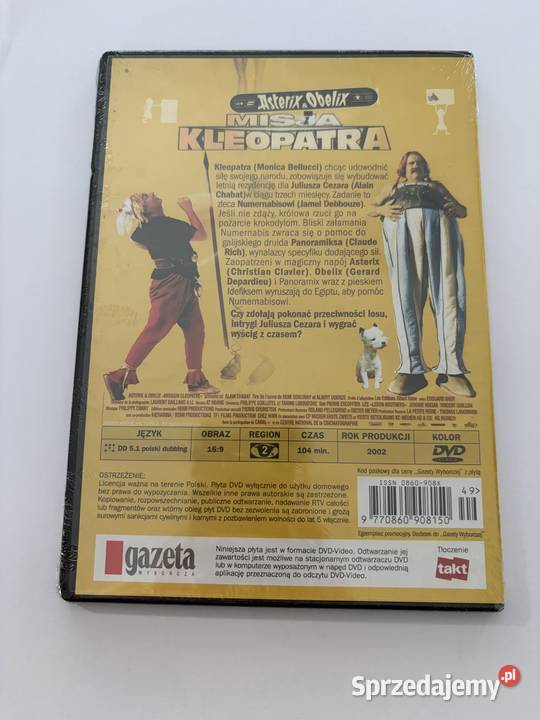 Asterix & Obelix
MISJA
KLEOPATRA
Kleopatra (Monica Bellucci) chcąc udowodnić
siłę swojego narodu, zobowiązuje się wybudować
letnią rezydencję dla Juliusza Cezara (Alain
Chabat) w ciągu trzech miesięcy. Zadanie to
zleca Numernabisowi (Jamel Debbouze).
Jeśli nie zdąży, królowa rzuci go na
pożarcie krokodylom. Bliski załamania
Numernabis zwraca się o pomoc do
galijskiego druida Panoramiksa (Claude
Rich), wynalazcy specyfiku dodającego sił.
Zaopatrzeni w magiczny napój Asterix
(Christian Clavier), Obelix (Gerard
Depardieu) i Panoramix wraz z pieskiem
Idefiksem wyruszają do Egiptu, aby pomóc
Numernabisowi.
Czy zdołają pokonać przeciwności losu,
intrygi Juliusza Cezara i wygrać
wyścig z czasem?
JĘZYK OBRAZ REGION CZAS ROK PRODUKCJI KOLOR
DD 5.1 polski dubbing 16:9 2 104 min. 2002 DVD VIDEO
OSTRZEŻENIE:
Licencja ważna na terenie Polski. Płyta DVD wyłącznie do użytku domowego
bez prawa do wypożyczania. Wszelkie inne prawa autorskie są zastrzeżone.
Kopiowanie, rozpowszechnianie, publiczne odtwarzanie, nadawanie RTV całości
lub fragmentów oraz wtórny obieg płyt DVD bez zezwolenia są zabronione i grożą
surowymi sankcjami cywilnymi i karnymi z pozbawieniem wolności do lat 5 włącznie.
Kod paskowy dla ceny „Gazety Wyborczej" z płytą
ISSN 0860-908X
49>
9 770860 908150
Egzemplarz promocyjny. Dodatek do „Gazety Wyborczej"
gazeta
WYBORCZA
Niniejsza płyta jest w formacie DVD-Video. Odtwarzanie jej
zawartości jest możliwe na stacjonarnym odtwarzaczu DVD
lub w komputerze wyposażonym w napęd DVD i odpowiednią
aplikację przeznaczoną do odczytu DVD-Video.
Tłoczenie
takt
Sprzedajemy.pl